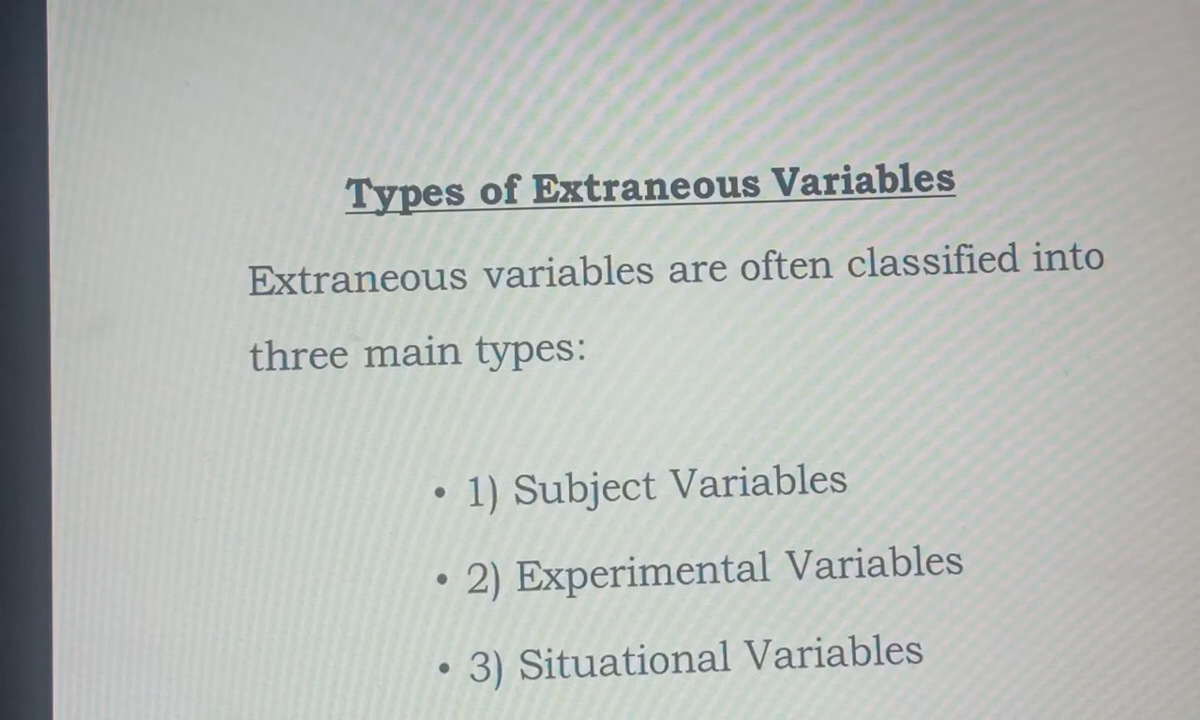 Types of Extraneous Variables
Extraneous variables are often classified into
three main types:
• 1) Subject Variables
• 2) Experimental Variables
• 3) Situational Variables